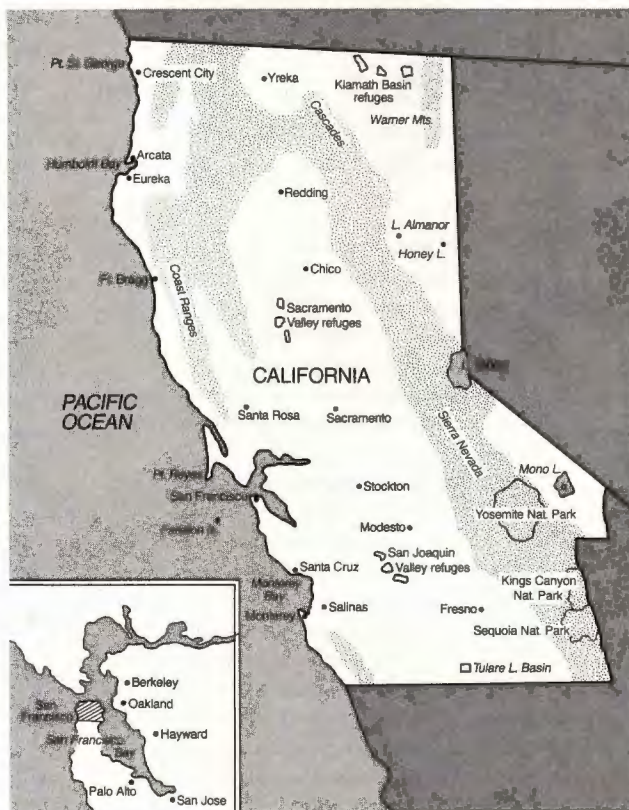 Pt. St. George
Crescent City
Yreka
Klamath Basin
refuges
Cascades
Warner Mts.
Humboldt Bay
Arcata
Eureka
Redding
L. Almanor
Honey L.
Ft. Bragg
Coast Ranges
Chico
Sacramento
Valley refuges
CALIFORNIA
PACIFIC
OCEAN
Santa Rosa
Sacramento
Sierra Nevada
Mono L.
Pt. Reyes
San Francisco
Stockton
Yosemite Nat. Park
Farallon Is.
Modesto
San Joaquin
Valley refuges
Santa Cruz
Monterey
Bay
Monterey
Salinas
Fresno
Kings Canyon
Nat. Park
Sequoia Nat. Park
Tulare L. Basin
Berkeley
Oakland
San
Francisco
San Francisco
Bay
Hayward
Palo Alto
San Jose